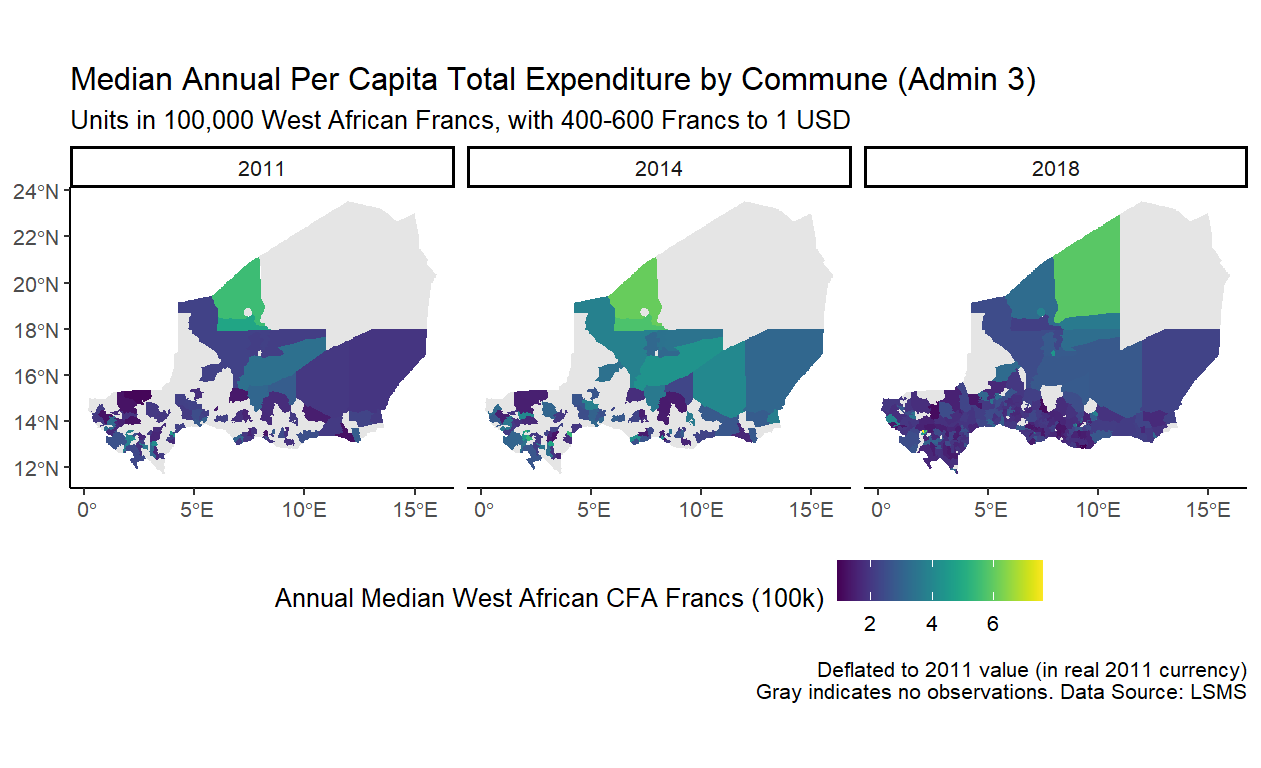 Median Annual Per Capita Total Expenditure by Commune (Admin 3)
Units in 100,000 West African Francs, with 400-600 Francs to 1 USD
2011 2014 2018
24°N
22°N
20°N
18°N
16°N
14°N
12°N
0° 5°E 10°E 15°E 0° 5°E 10°E 15°E 0° 5°E 10°E 15°E
Annual Median West African CFA Francs (100k)
2 4 6
Deflated to 2011 value (in real 2011 currency)
Gray indicates no observations. Data Source: LSMS